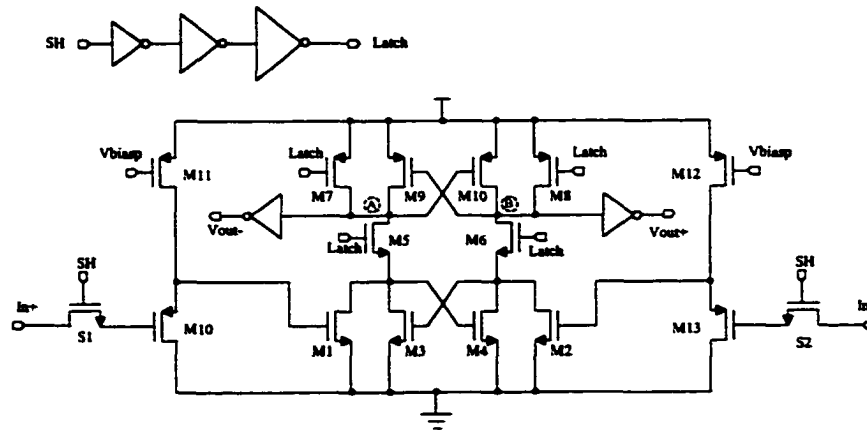 SH
Latch
Vbiasp
M11
Latch
M7
M9
M10
Latch
M8
M12
Vbiasp
A
B
Vout-
Vout+
M5
M6
Latch
Latch
SH
SH
In+
In
S1
S2
M10
M1
M3
M4
M2
M13